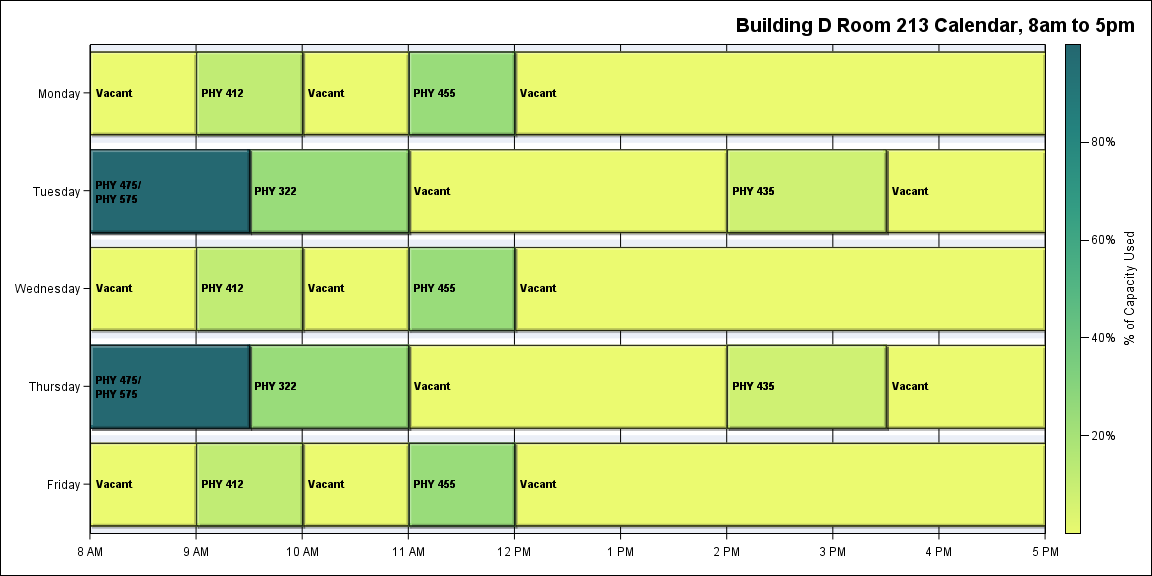 Building D Room 213 Calendar, 8am to 5pm
Monday
Vacant
PHY 412
Vacant
PHY 455
Vacant
Tuesday
PHY 475/
PHY 575
PHY 322
Vacant
PHY 435
Vacant
Wednesday
Vacant
PHY 412
Vacant
PHY 455
Vacant
Thursday
PHY 475/
PHY 575
PHY 322
Vacant
PHY 435
Vacant
Friday
Vacant
PHY 412
Vacant
PHY 455
Vacant
8 AM
9 AM
10 AM
11 AM
12 PM
1 PM
2 PM
3 PM
4 PM
5 PM
80%
60%
40%
20%
% of Capacity Used